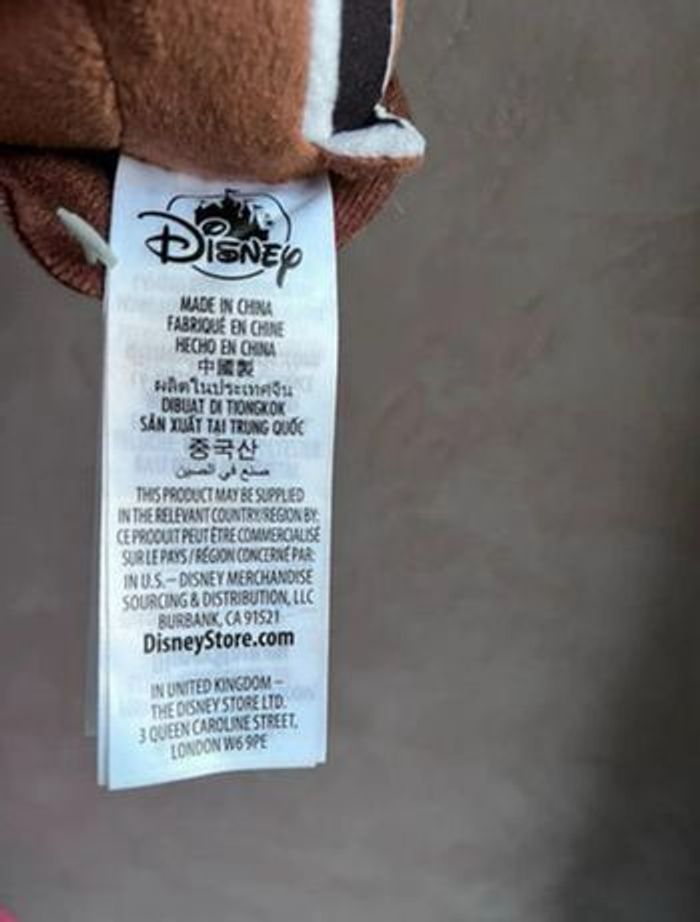 Disney
MADE IN CHINA
FABRIQUÉ EN CHINE
HECHO EN CHINA
中國製
ผลิตในประเทศจีน
DIBUAT DI TIONGKOK
SẢN XUẤT TẠI TRUNG QUỐC
중국산
صنع في الصين
THIS PRODUCT MAY BE SUPPLIED
IN THE RELEVANT COUNTRY/REGION BY:
CE PRODUIT PEUT ÊTRE COMMERCIALISÉ
SUR LE PAYS / RÉGION CONCERNÉ PAR:
IN U.S. – DISNEY MERCHANDISE
SOURCING & DISTRIBUTION, LLC
BURBANK, CA 91521
DisneyStore.com
IN UNITED KINGDOM –
THE DISNEY STORE LTD.
3 QUEEN CAROLINE STREET,
LONDON W6 9PE